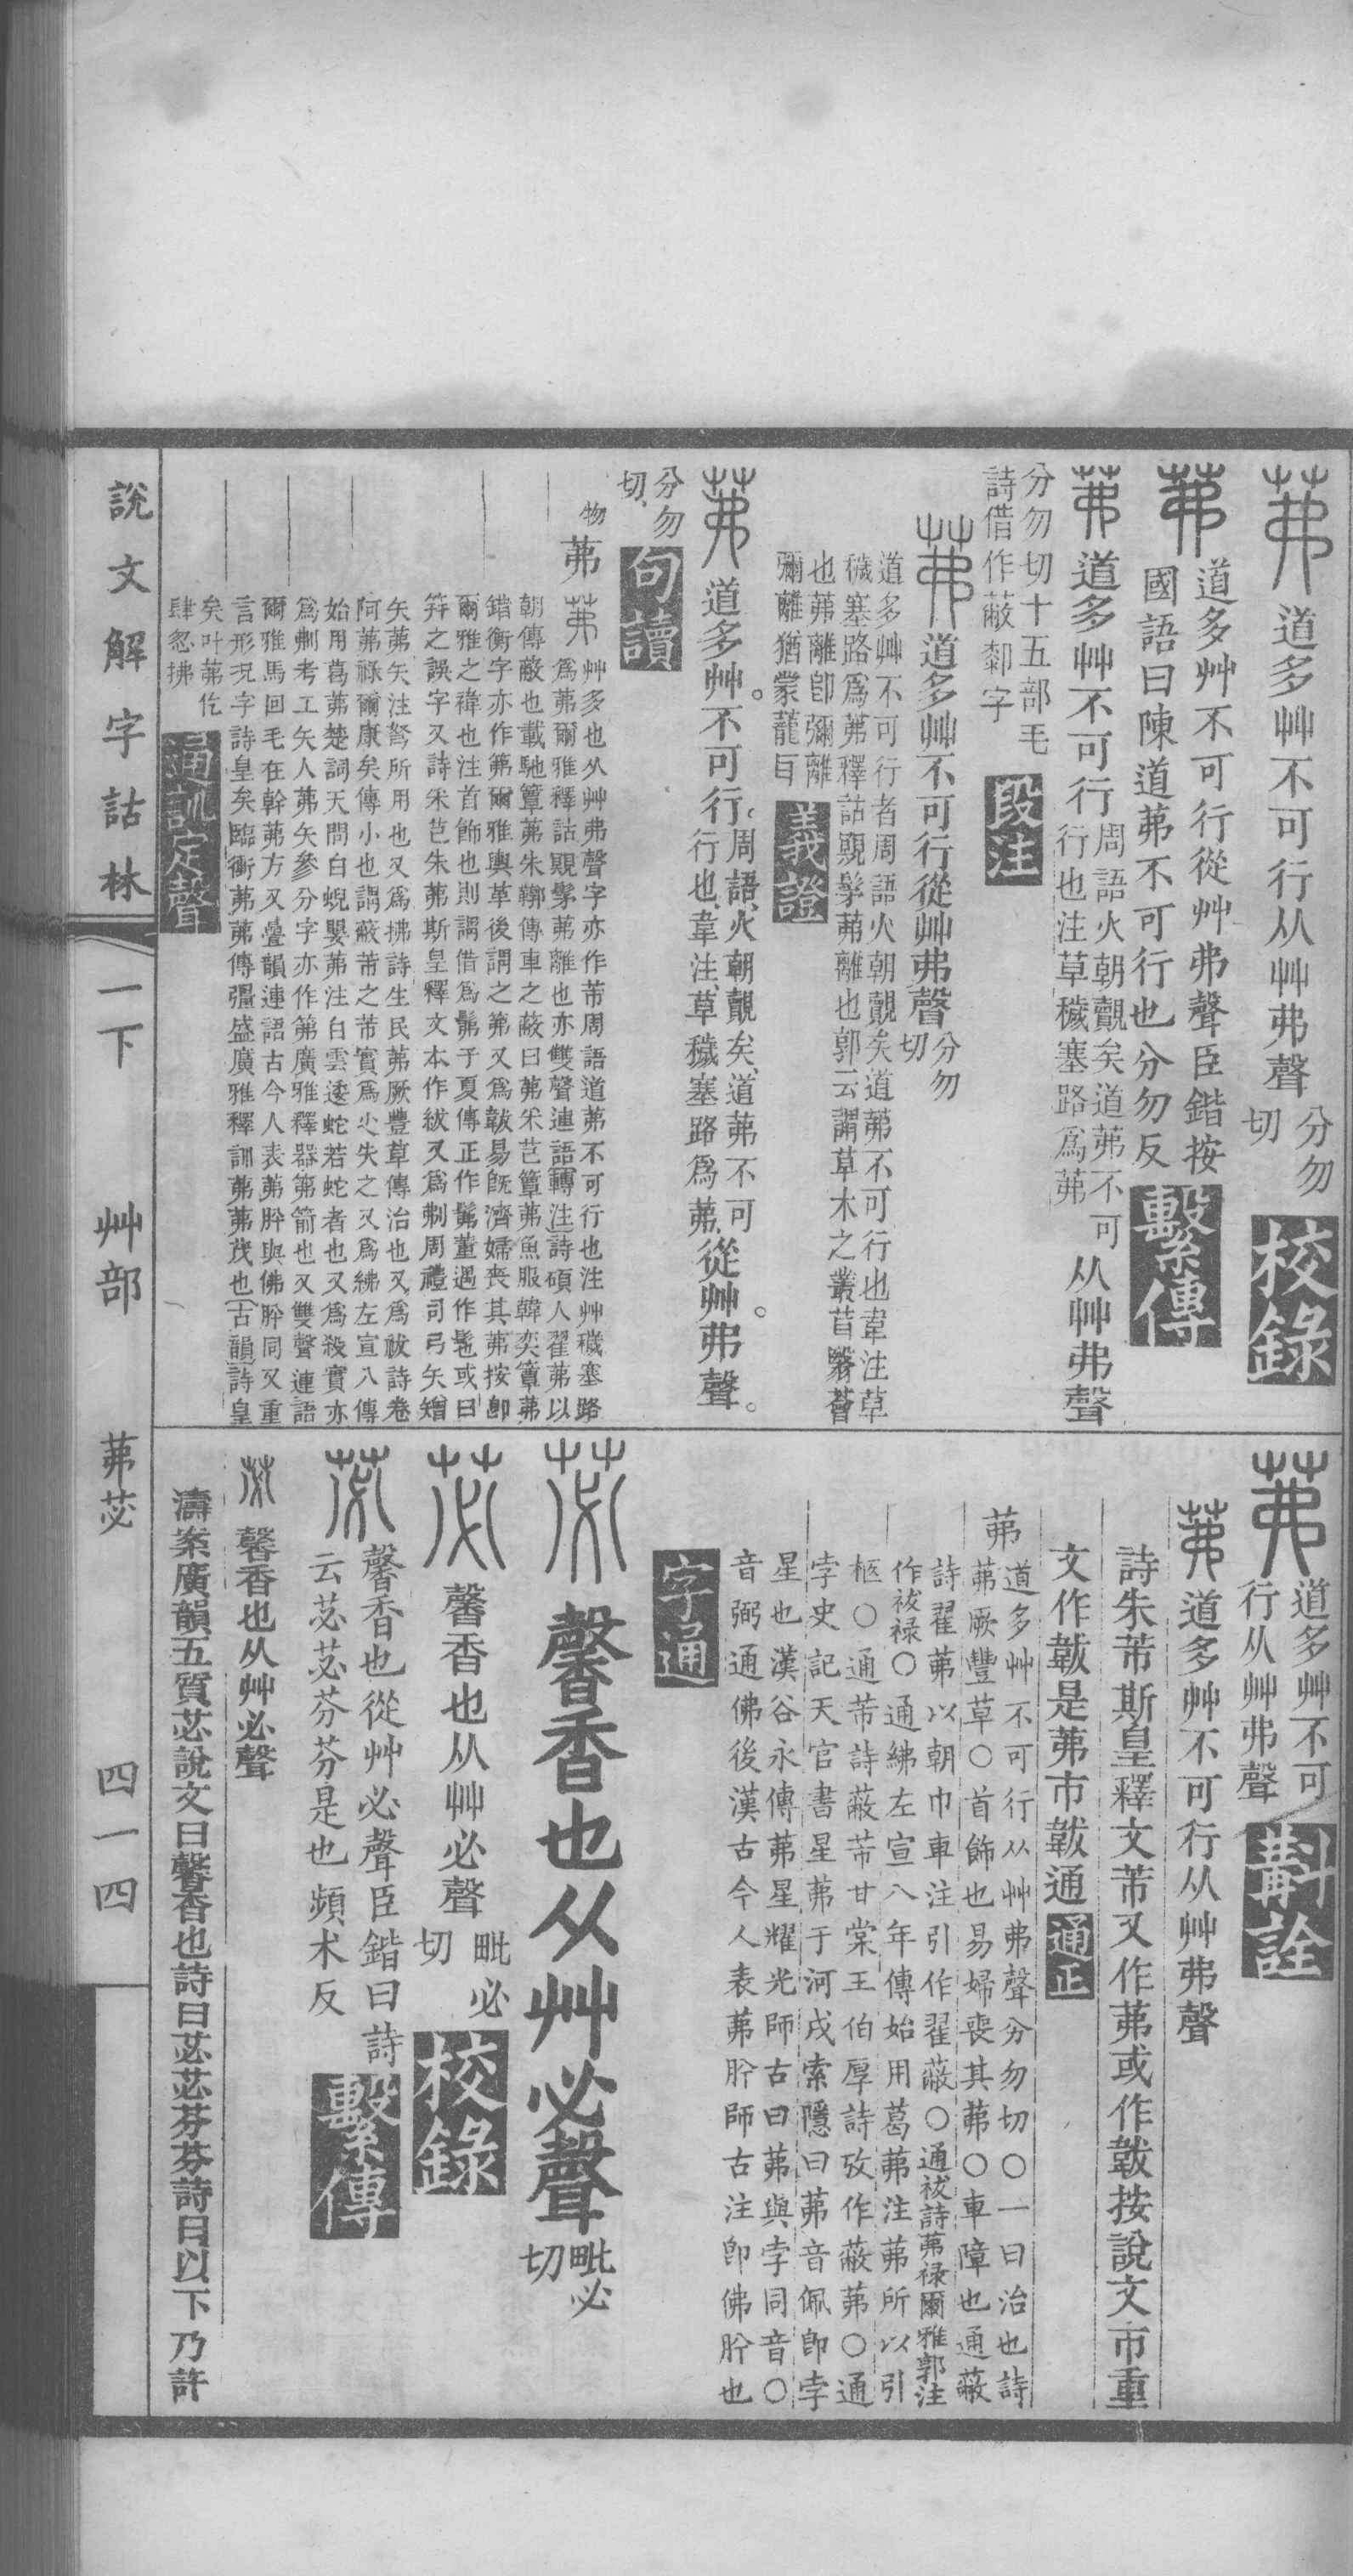 茀 道多艸不可行从艸弗聲 分勿切 校錄
茀 道多艸不可行從艸弗聲臣鍇按
國語曰陳道茀不可行也分勿反 繫傳
茀 道多艸不可行 周語火朝覿矣道茀不可
行也注草穢塞路爲茀 从艸弗聲
分勿切十五部毛
詩借作蔽厀字 段注
茀 道多艸不可行從艸弗聲 分勿切
道多艸不可行者周語火朝覿矣道茀不可行也韋注草
穢塞路爲茀釋詁覭髳茀離也郭云謂草木之叢苜翳薈
也茀離卽彌離
彌離猶蒙蘢目 義證
茀 道多艸。不可行。周語、火朝覿矣、道茀不可
行也、韋注、草穢塞路爲茀、從艸。弗聲。
分勿切、 句讀
物 茀 茀 艸多也从艸弗聲字亦作芾周語道茀不可行也注艸穢塞路
爲茀爾雅釋詁覭髳茀離也亦雙聲連語轉注詩碩人翟茀以
朝傳蔽也載馳簟茀朱鞹傳車之蔽曰茀采芑簟茀魚服韓奕簟茀
錯衡字亦作第爾雅輿革後謂之第又爲韍易旣濟婦喪其茀按卽
爾雅之褘也注首飾也則謂借爲髴子夏傳正作髴董遇作髢或曰
笄之誤字又詩采芑朱茀斯皇釋文本作紱又爲刜周禮司弓矢矰
矢茀矢注弩所用也又爲拂詩生民茀厥豐草傳治也又爲祓詩卷
阿茀祿爾康矣傳小也謂蔽芾之芾實爲尐失之又爲紼左宣八傳
始用葛茀楚詞天問白蜺嬰茀注白雲逶蛇若蛇者也又爲殺實亦
爲刜考工矢人茀矢參分字亦作第廣雅釋器第箭也又雙聲連語
爾雅馬回毛在幹茀方又疊韻連語古今人表茀肸與佛肸同又重
言形況字詩皇矣臨衝茀茀傳彊盛廣雅釋訓茀茀茂也古韻詩皇
矣叶茀仡
肆忽拂 通訓定聲
茀 道多艸不可
行从艸弗聲 斠詮
茀 道多艸不可行从艸弗聲
詩朱芾斯皇釋文芾又作茀或作韍按說文巿重
文作韍是茀巿韍通 通正
茀 道多艸不可行从艸弗聲分勿切〇一曰治也詩
茀厥豐草〇首飾也易婦喪其茀〇車障也通蔽
詩翟茀以朝巾車注引作翟蔽〇通祓詩茀祿爾雅郭注
作祓祿〇通紼左宣八年傳始用葛茀注茀所以引
柩〇通芾詩蔽芾甘棠王伯厚詩攷作蔽茀〇通
孛史記天官書星茀于河戍索隱曰茀音佩卽孛
星也漢谷永傳茀星耀光師古曰茀與孛同音〇
音弼通佛後漢古今人表茀肸師古注卽佛肸也
字通
苾 馨香也从艸必聲 毗必切
苾 馨香也从艸必聲 毗必切 校錄
苾 馨香也從艸必聲臣鍇曰詩
云苾苾芬芬是也頻朮反 繫傳
苾 馨香也从艸必聲
濤案廣韻五質苾說文曰馨香也詩曰苾苾芬芬詩曰以下乃許
說文解字詁林 一下 艸部 茀苾 四一四